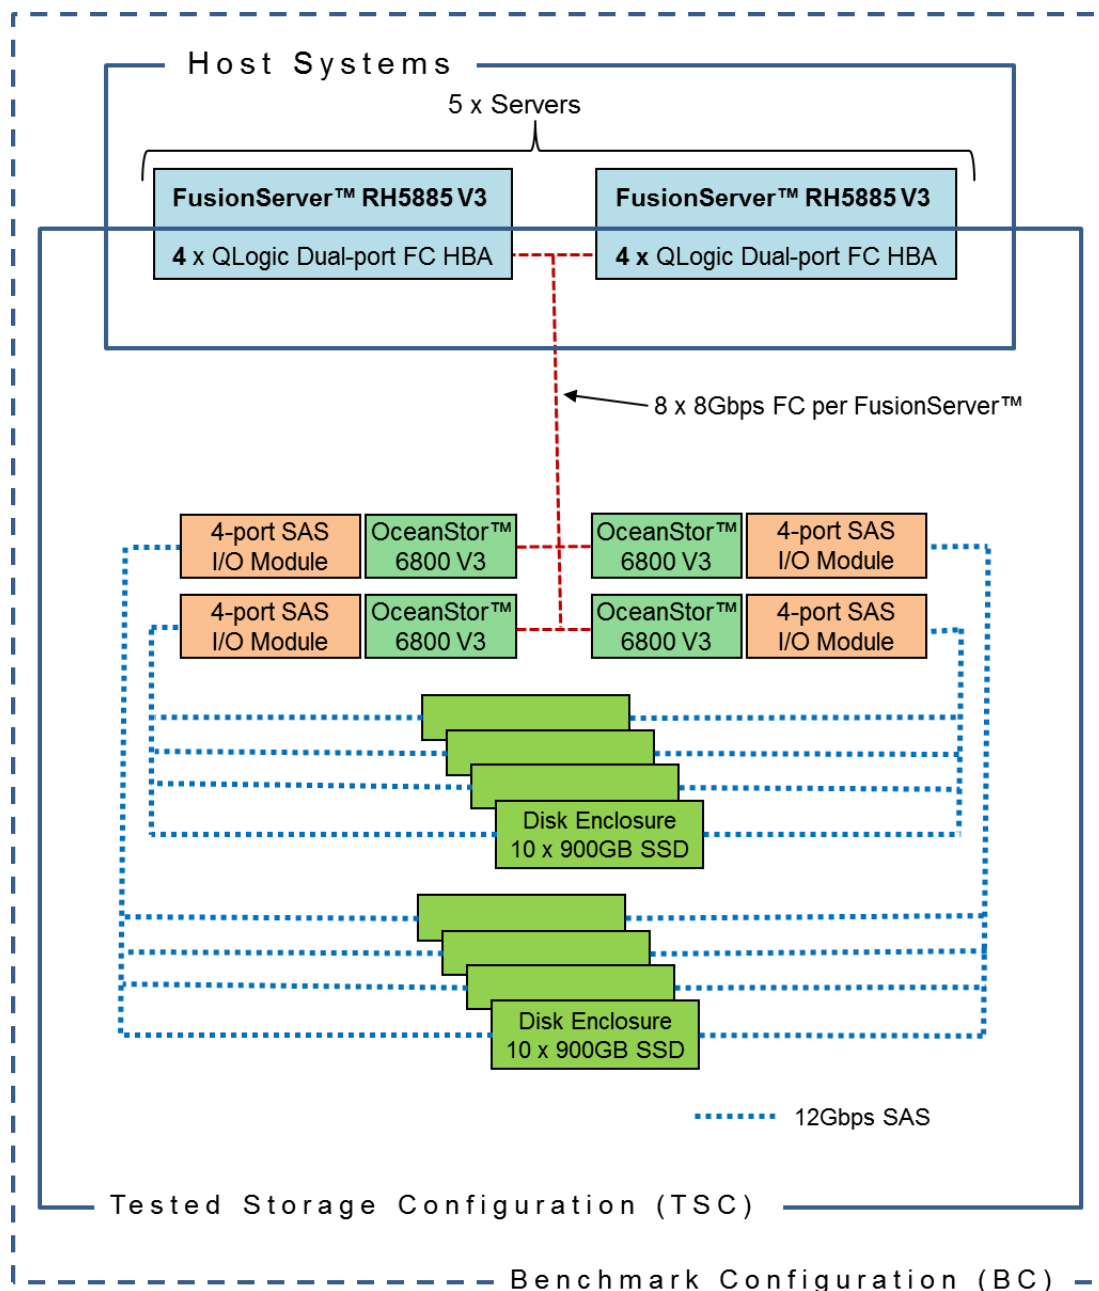 Host Systems
5 x Servers
FusionServer™ RH5885 V3
4 x QLogic Dual-port FC HBA
FusionServer™ RH5885 V3
4 x QLogic Dual-port FC HBA
8 x 8Gbps FC per FusionServer™
4-port SAS
I/O Module
OceanStor™
6800 V3
OceanStor™
6800 V3
4-port SAS
I/O Module
4-port SAS
I/O Module
OceanStor™
6800 V3
OceanStor™
6800 V3
4-port SAS
I/O Module
Disk Enclosure
10 x 900GB SSD
Disk Enclosure
10 x 900GB SSD
12Gbps SAS
Tested Storage Configuration (TSC)
Benchmark Configuration (BC)